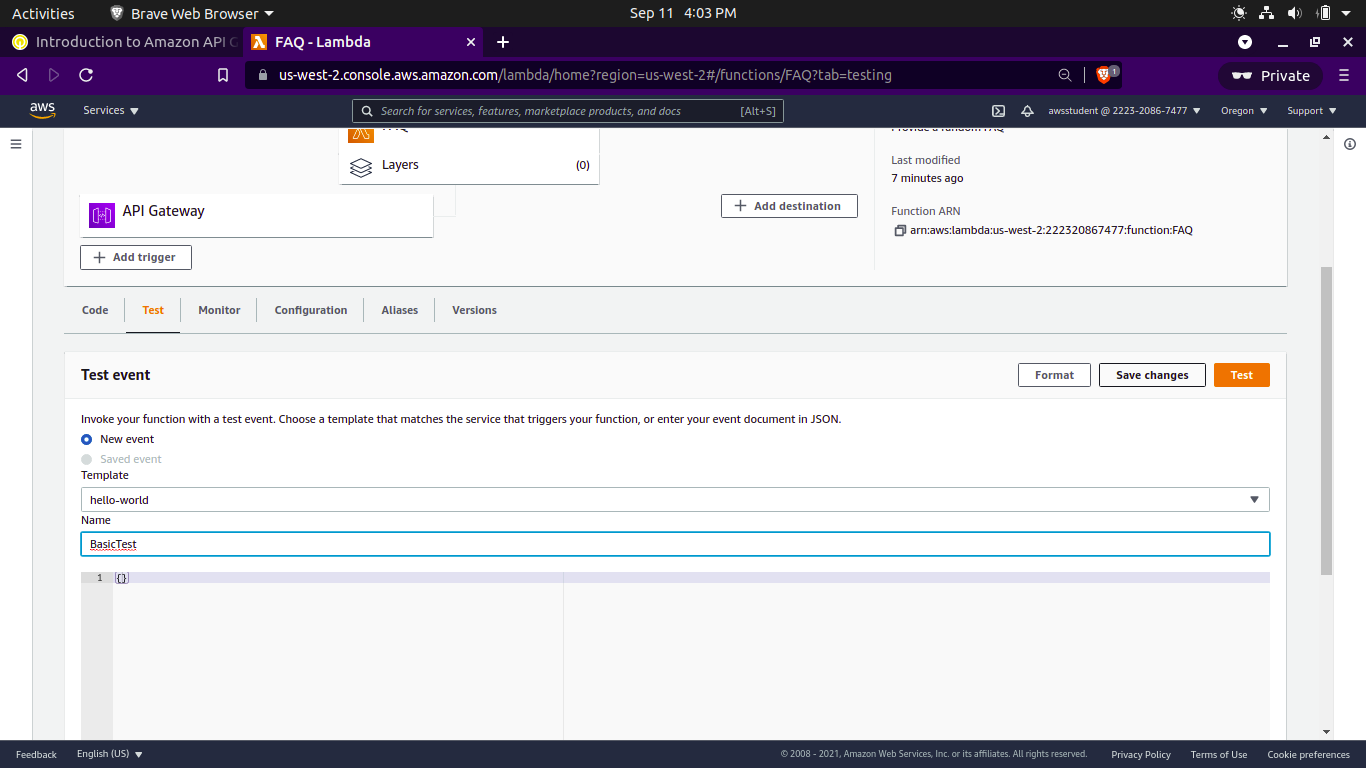 Activities Brave Web Browser Sep 11 4:03 PM
Introduction to Amazon API G FAQ - Lambda
us-west-2.console.aws.amazon.com/lambda/home?region=us-west-2#/functions/FAQ?tab=testing 1 Private
aws Services Search for services, features, marketplace products, and docs [Alt+S] awsstudent @ 2223-2086-7477 Oregon Support
FAQ
Provide a random FAQ
Layers (0)
Last modified
7 minutes ago
API Gateway
Add destination
Function ARN
arn:aws:lambda:us-west-2:222320867477:function:FAQ
Add trigger
Code Test Monitor Configuration Aliases Versions
Test event Format Save changes Test
Invoke your function with a test event. Choose a template that matches the service that triggers your function, or enter your event document in JSON.
New event
Saved event
Template
hello-world
Name
BasicTest
1 {}
Feedback English (US) © 2008 - 2021, Amazon Web Services, Inc. or its affiliates. All rights reserved. Privacy Policy Terms of Use Cookie preferences